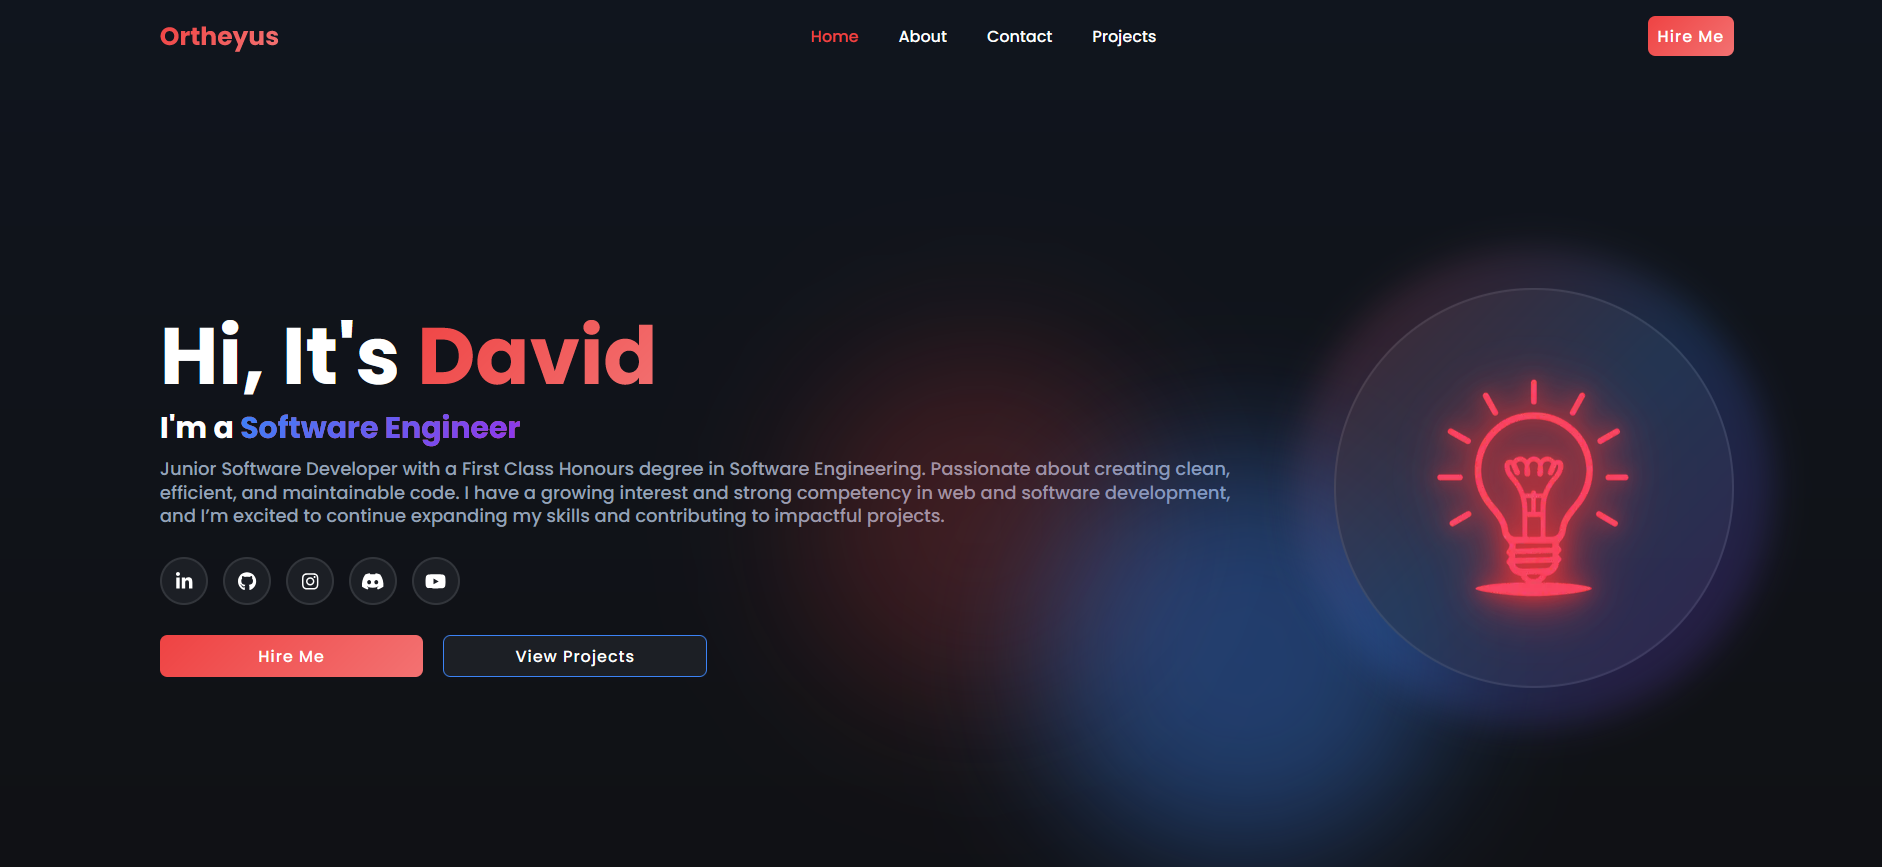 Ortheyus
Home About Contact Projects
Hire Me
Hi, It's David
I'm a Software Engineer
Junior Software Developer with a First Class Honours degree in Software Engineering. Passionate about creating clean,
efficient, and maintainable code. I have a growing interest and strong competency in web and software development,
and I’m excited to continue expanding my skills and contributing to impactful projects.
in
Hire Me View Projects